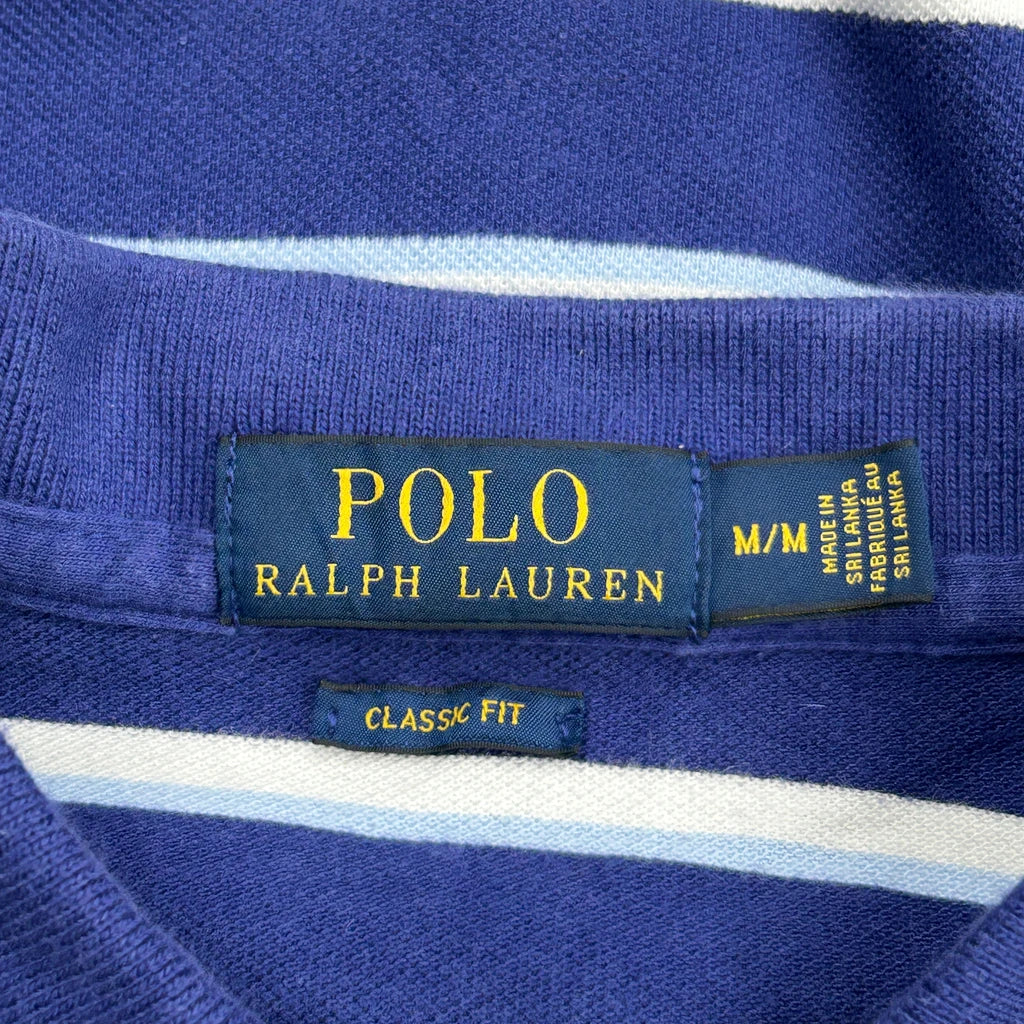 POLO
RALPH LAUREN
M/M
MADE IN
SRI LANKA
FABRIQUÉ AU
SRI LANKA
CLASSIC FIT